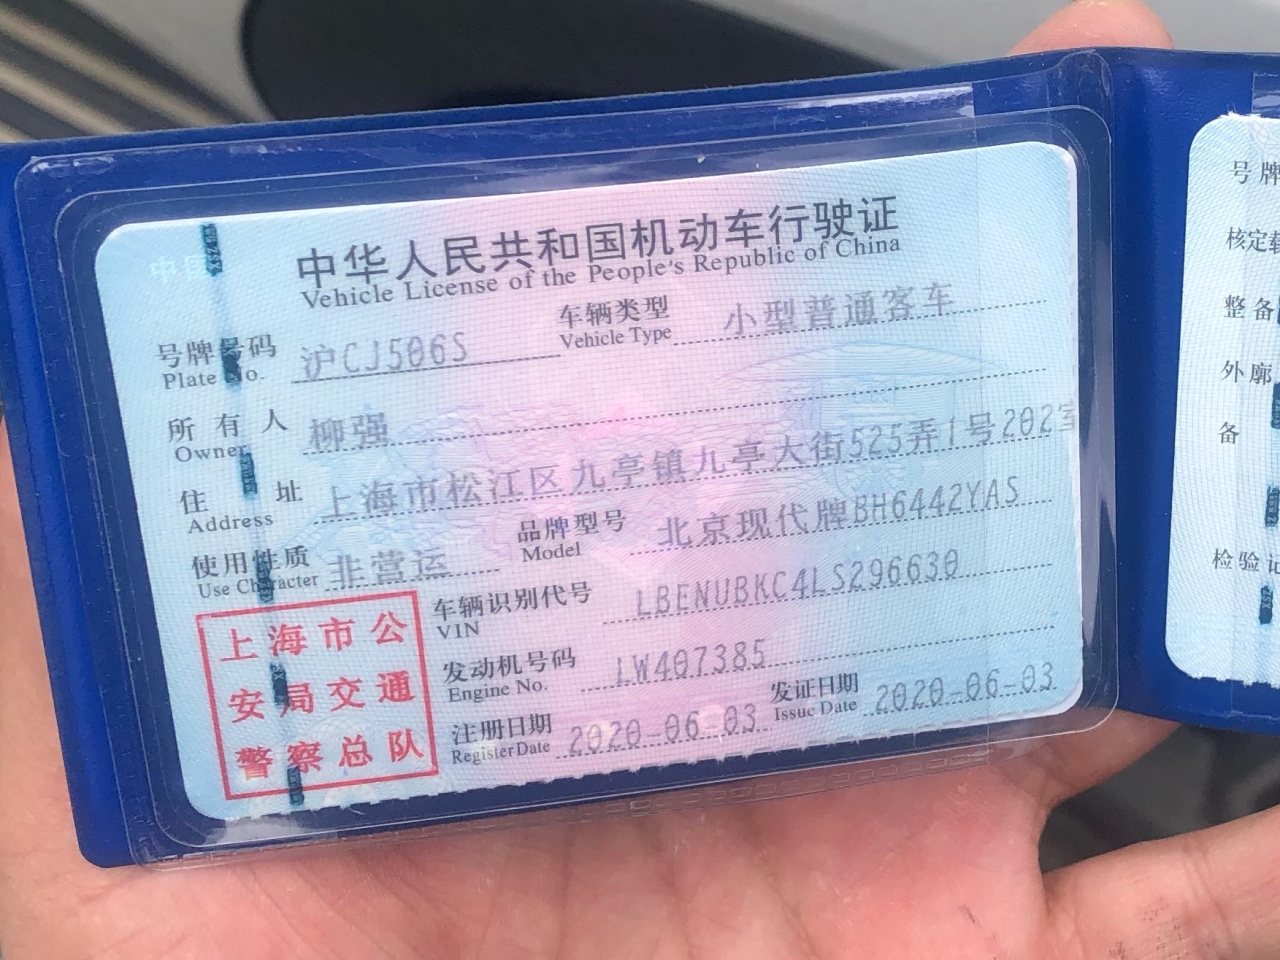 中华人民共和国机动车行驶证
Vehicle License of the People's Republic of China
号牌号码 沪CJ506S 车辆类型 小型普通客车
Plate No. Vehicle Type
所有人 柳强
Owner
住址 上海市松江区九亭镇九亭大街525弄1号202室
Address
使用性质 非营运 品牌型号 北京现代牌BH6442YAS
Use Character Model
车辆识别代号 LBENUBKC4LS296630
VIN
发动机号码 LW407385
Engine No.
注册日期 2020-06-03 发证日期 2020-06-03
Register Date Issue Date
上海市公
安局交通
警察总队
号牌
核定载
整备
外廓
备
检验记